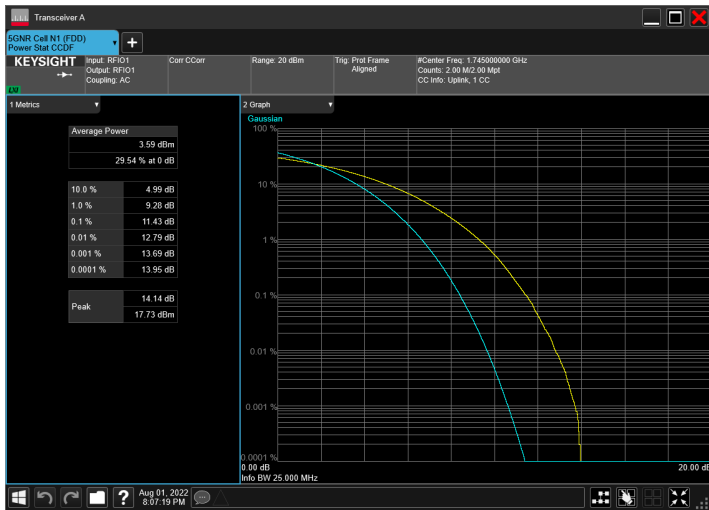 Transceiver A
5GNR Cell N1 (FDD)
Power Stat CCDF
KEYSIGHT
LXI
Input: RFIO1
Output: RFIO1
Coupling: AC
Corr CCorr
Range: 20 dBm
Trig: Prot Frame
Aligned
#Center Freq: 1.745000000 GHz
Counts: 2.00 M/2.00 Mpt
CC Info: Uplink, 1 CC
1 Metrics
Average Power
3.59 dBm
29.54 % at 0 dB
10.0 % 4.99 dB
1.0 % 9.28 dB
0.1 % 11.43 dB
0.01 % 12.79 dB
0.001 % 13.69 dB
0.0001 % 13.95 dB
Peak
14.14 dB
17.73 dBm
2 Graph
Gaussian
100 %
10 %
1 %
0.1 %
0.01 %
0.001 %
0.0001 %
0.00 dB 20.00 dB
Info BW 25.000 MHz
Aug 01, 2022
8:07:19 PM